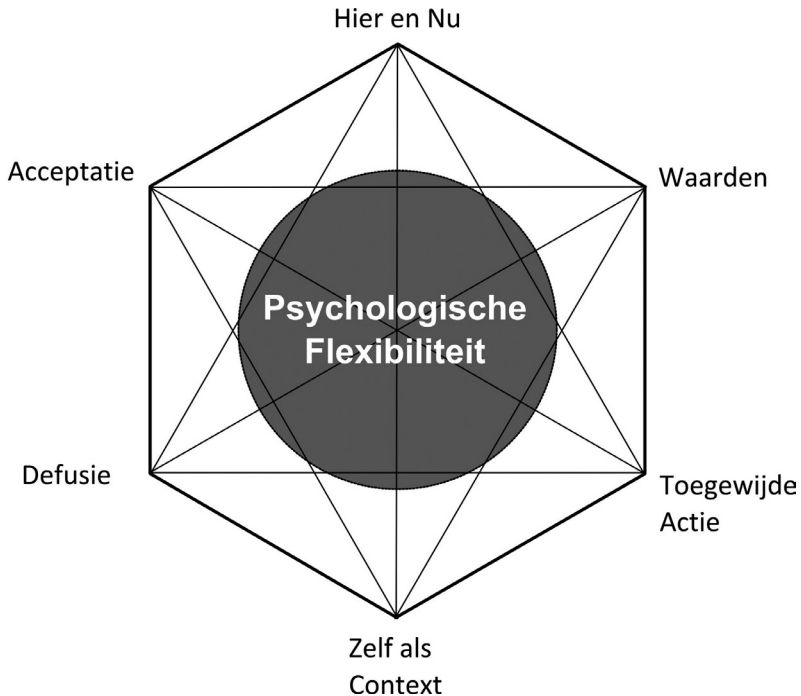 Hier en Nu
Acceptatie
Waarden
Psychologische
Flexibiliteit
Defusie
Toegewijde
Actie
Zelf als
Context